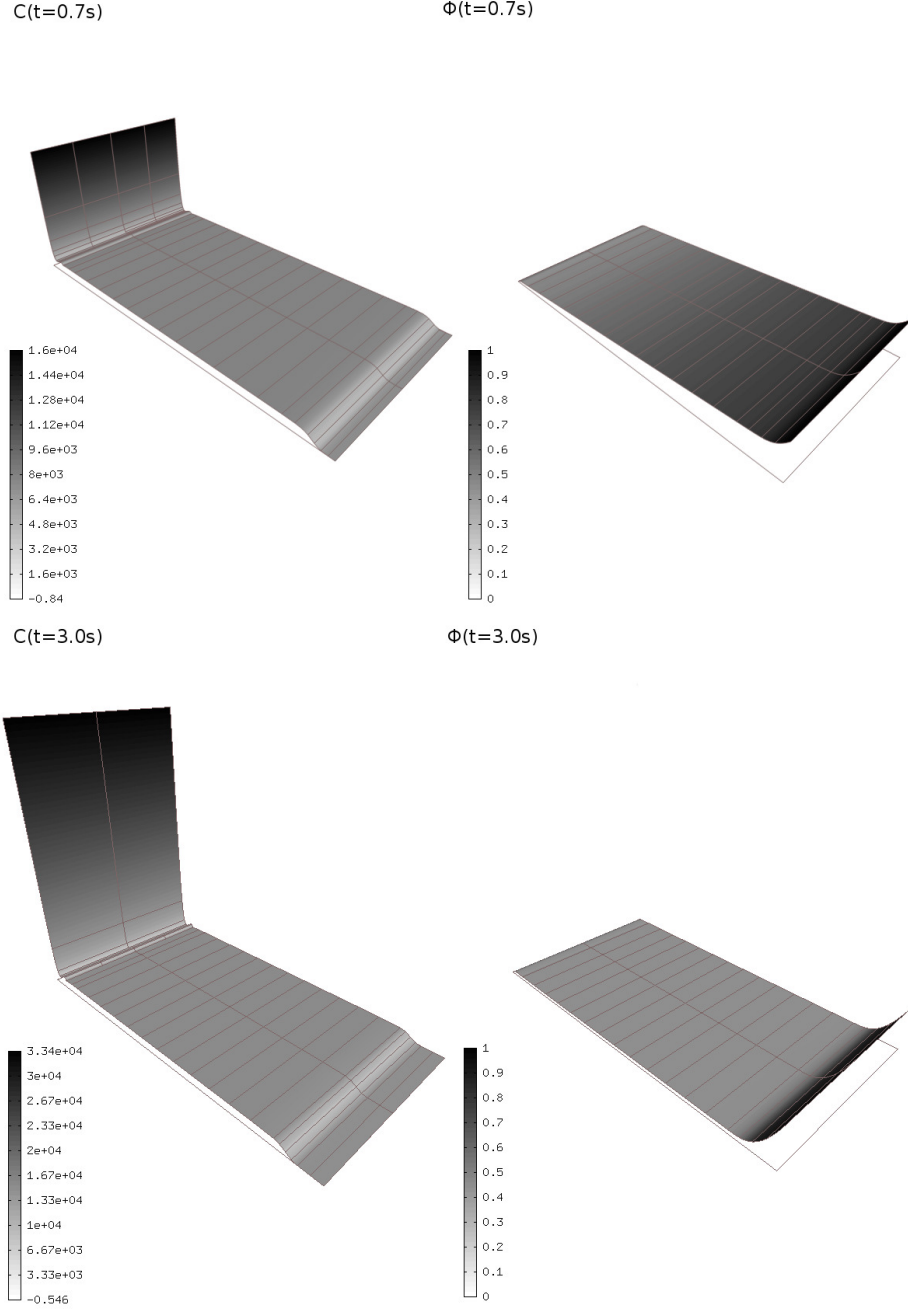 C(t=0.7s)
Φ(t=0.7s)
1.6e+04
1.44e+04
1.28e+04
1.12e+04
9.6e+03
8e+03
6.4e+03
4.8e+03
3.2e+03
1.6e+03
-0.84
1
0.9
0.8
0.7
0.6
0.5
0.4
0.3
0.2
0.1
0
C(t=3.0s)
Φ(t=3.0s)
3.34e+04
3e+04
2.67e+04
2.33e+04
2e+04
1.67e+04
1.33e+04
1e+04
6.67e+03
3.33e+03
-0.546
1
0.9
0.8
0.7
0.6
0.5
0.4
0.3
0.2
0.1
0